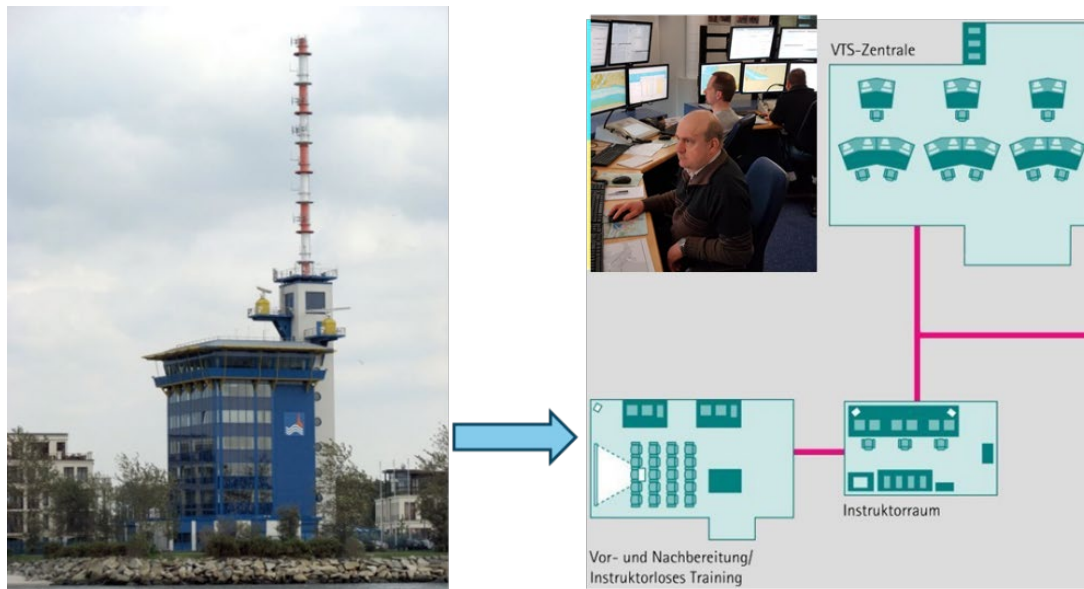 VTS-Zentrale
Instruktorraum
Vor- und Nachbereitung/
Instruktorloses Training